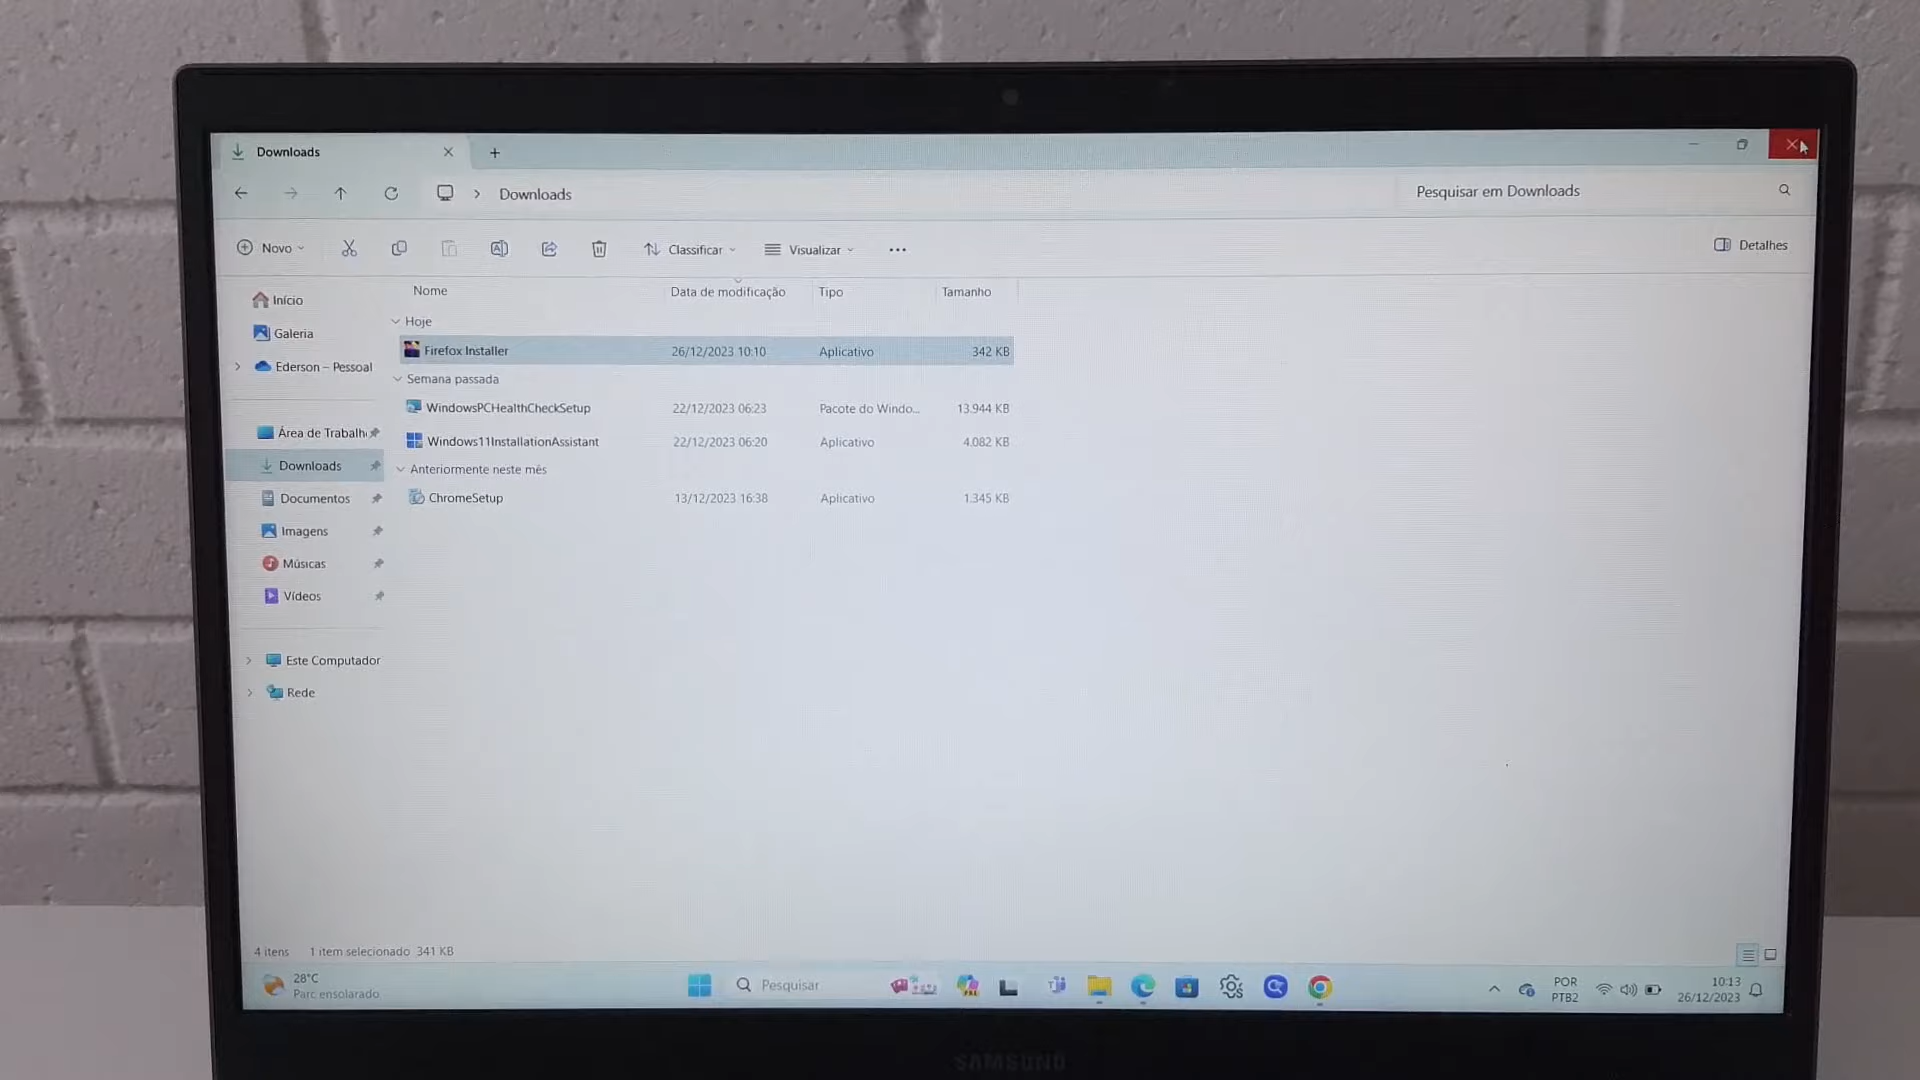 Downloads
Downloads
Pesquisar em Downloads
Novo
Classificar
Visualizar
Detalhes
Nome
Data de modificação
Tipo
Tamanho
Início
Galeria
Ederson – Pessoal
Área de Trabalh
Downloads
Documentos
Imagens
Músicas
Vídeos
Este Computador
Rede
Hoje
Firefox Installer 26/12/2023 10:10 Aplicativo 342 KB
Semana passada
WindowsPCHealthCheckSetup 22/12/2023 06:23 Pacote do Windo... 13.944 KB
Windows11InstallationAssistant 22/12/2023 06:20 Aplicativo 4.082 KB
Anteriormente neste mês
ChromeSetup 13/12/2023 16:38 Aplicativo 1.345 KB
4 itens 1 item selecionado 341 KB
28°C
Parc ensolarado
Pesquisar
POR
PTB2
10:13
26/12/2023
SAMSUNG